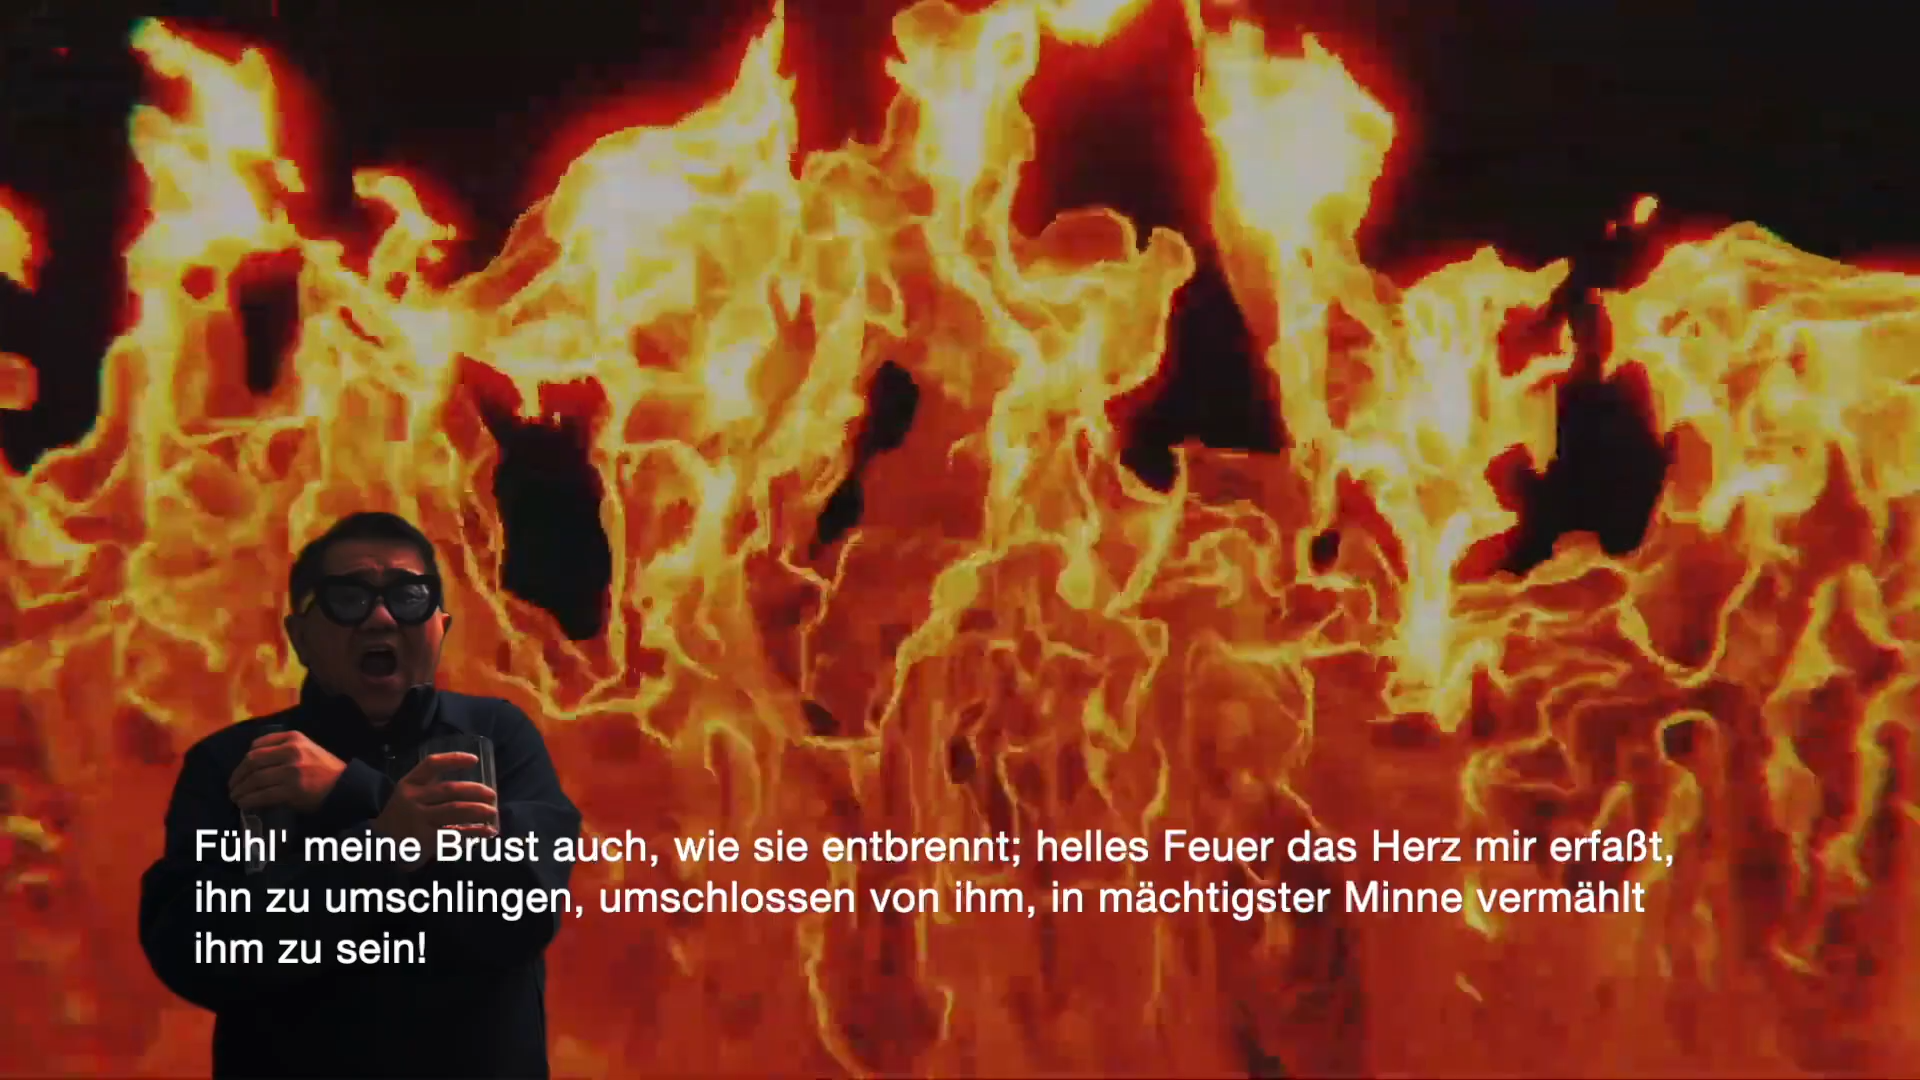 Fühl' meine Brust auch, wie sie entbrennt; helles Feuer das Herz mir erfaßt,
ihn zu umschlingen, umschlossen von ihm, in mächtigster Minne vermählt
ihm zu sein!